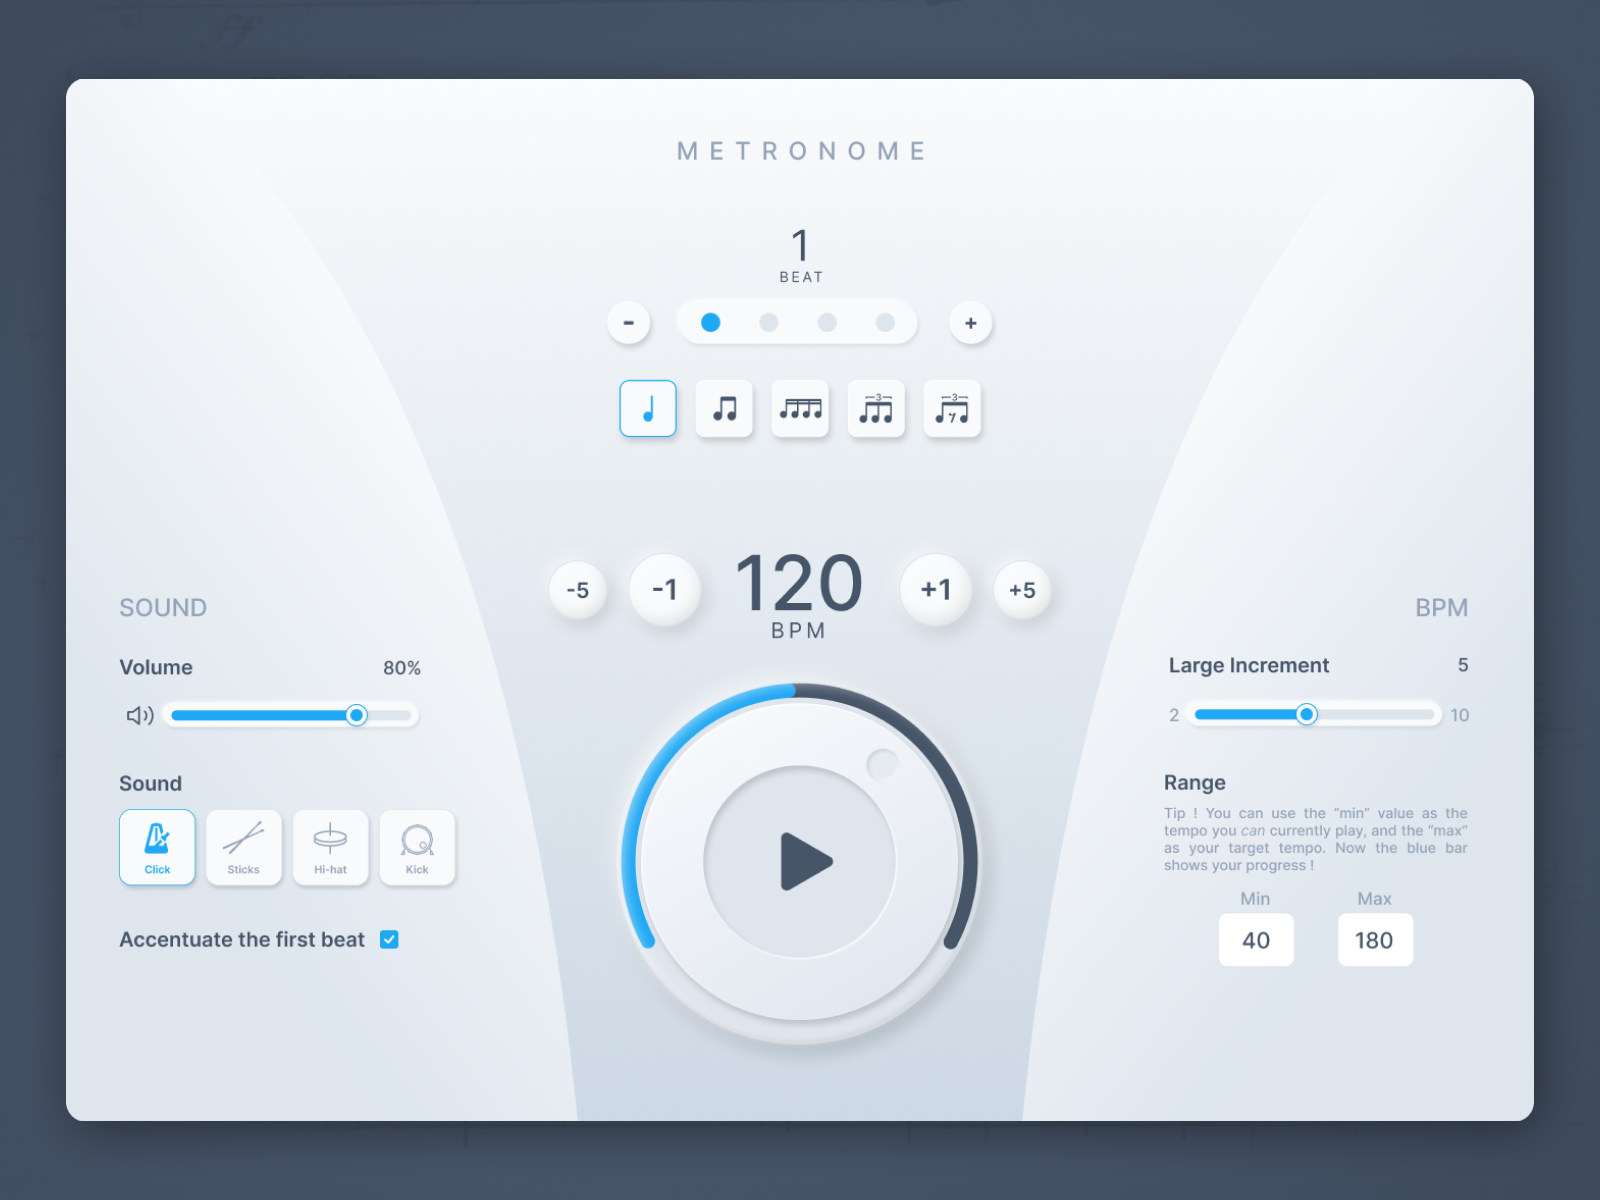 METRONOME
1
BEAT
-
+
3
3
-5
-1
120
+1
+5
BPM
SOUND
Volume 80%
Sound
Click
Sticks
Hi-hat
Kick
Accentuate the first beat
BPM
Large Increment 5
2
10
Range
Tip ! You can use the “min” value as the
tempo you can currently play, and the “max”
as your target tempo. Now the blue bar
shows your progress !
Min
Max
40
180